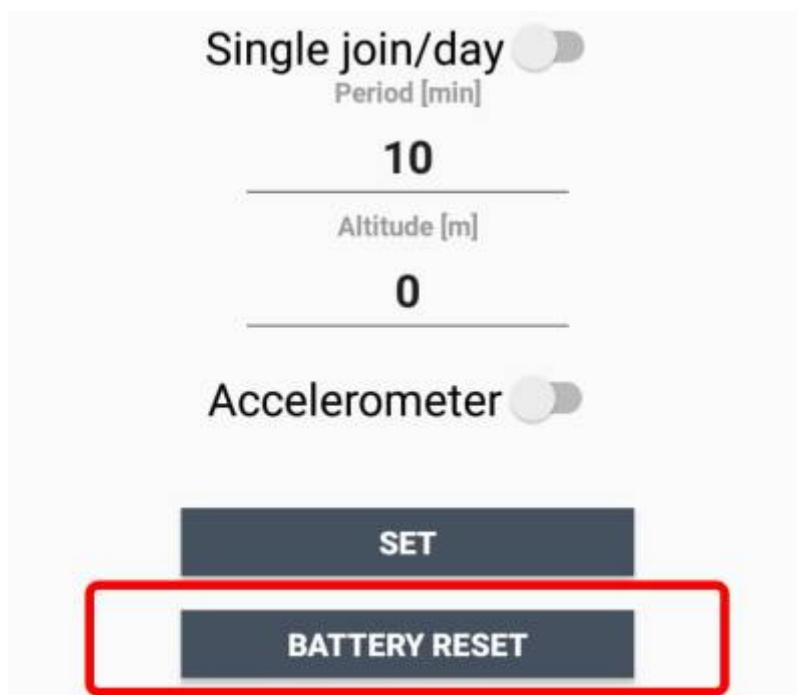 Single join/day
Period [min]
10
Altitude [m]
0
Accelerometer
SET
BATTERY RESET